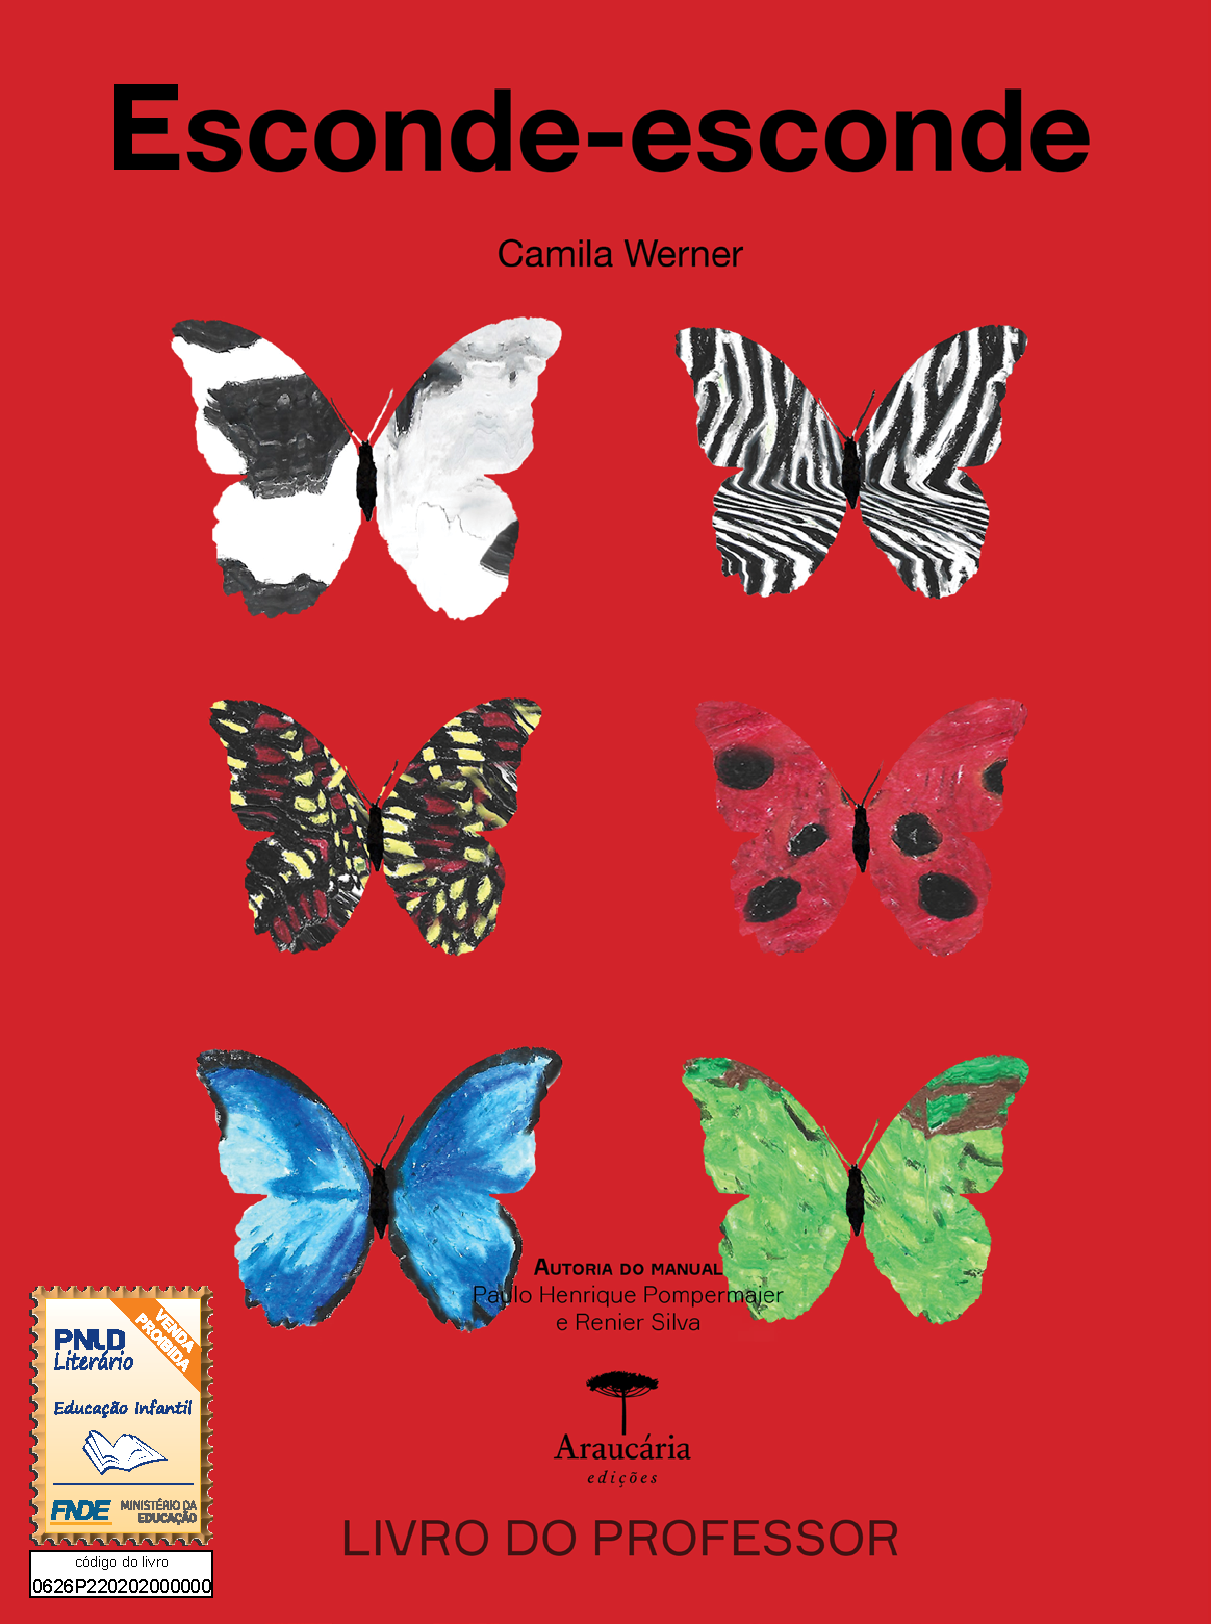 Esconde-esconde
Camila Werner
AUTORIA DO MANUAL
Paulo Henrique Pompermaier
e Renier Silva
Araucária
edições
LIVRO DO PROFESSOR
VENDA
PROIBIDA
PNLD
Literário
Educação Infantil
FNDE
MINISTÉRIO DA
EDUCAÇÃO
código do livro
0626P220202000000